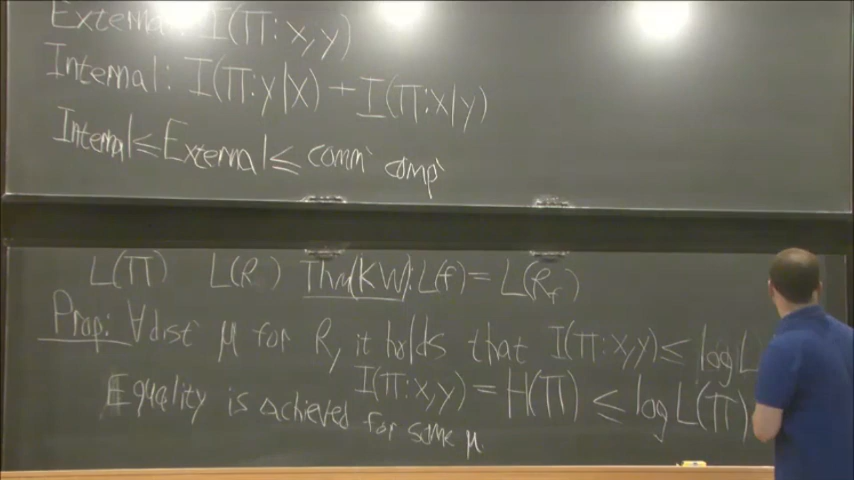 External: I(Π:x,y)
Internal: I(Π:y|x) + I(Π:x|y)
Internal ≤ External ≤ comm' comp'
L(Π) L(R) Thm(KW): L(f) = L(R_f)
Prop: ∀dist' μ for R, it holds that I(Π:x,y) ≤ log L
I(Π:x,y) = H(Π) ≤ log L(Π)
Equality is achieved for some μ